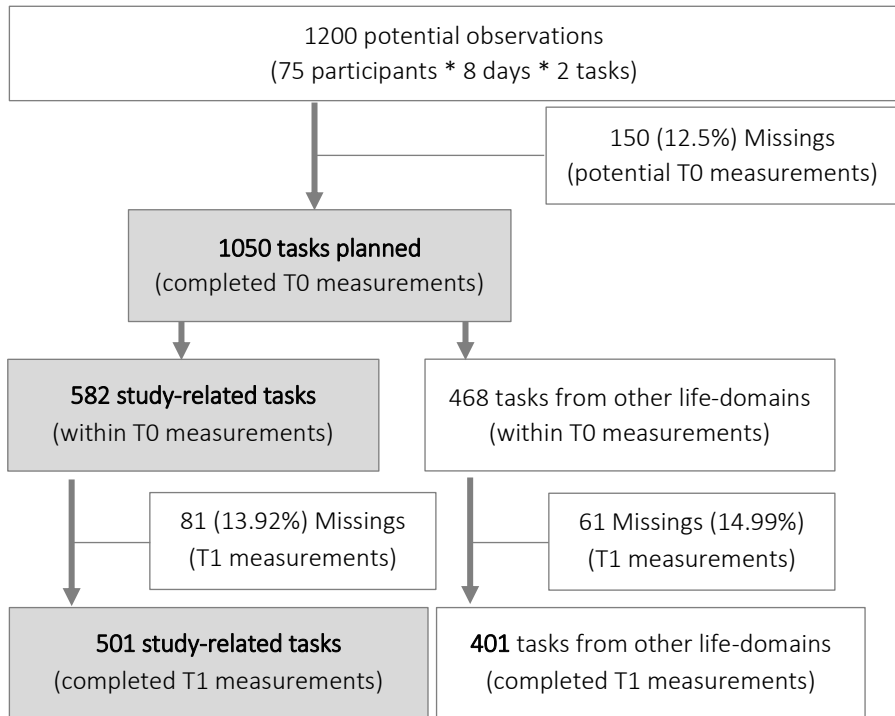 1200 potential observations
(75 participants * 8 days * 2 tasks)
150 (12.5%) Missings
(potential T0 measurements)
1050 tasks planned
(completed T0 measurements)
582 study-related tasks
(within T0 measurements)
468 tasks from other life-domains
(within T0 measurements)
81 (13.92%) Missings
(T1 measurements)
61 Missings (14.99%)
(T1 measurements)
501 study-related tasks
(completed T1 measurements)
401 tasks from other life-domains
(completed T1 measurements)